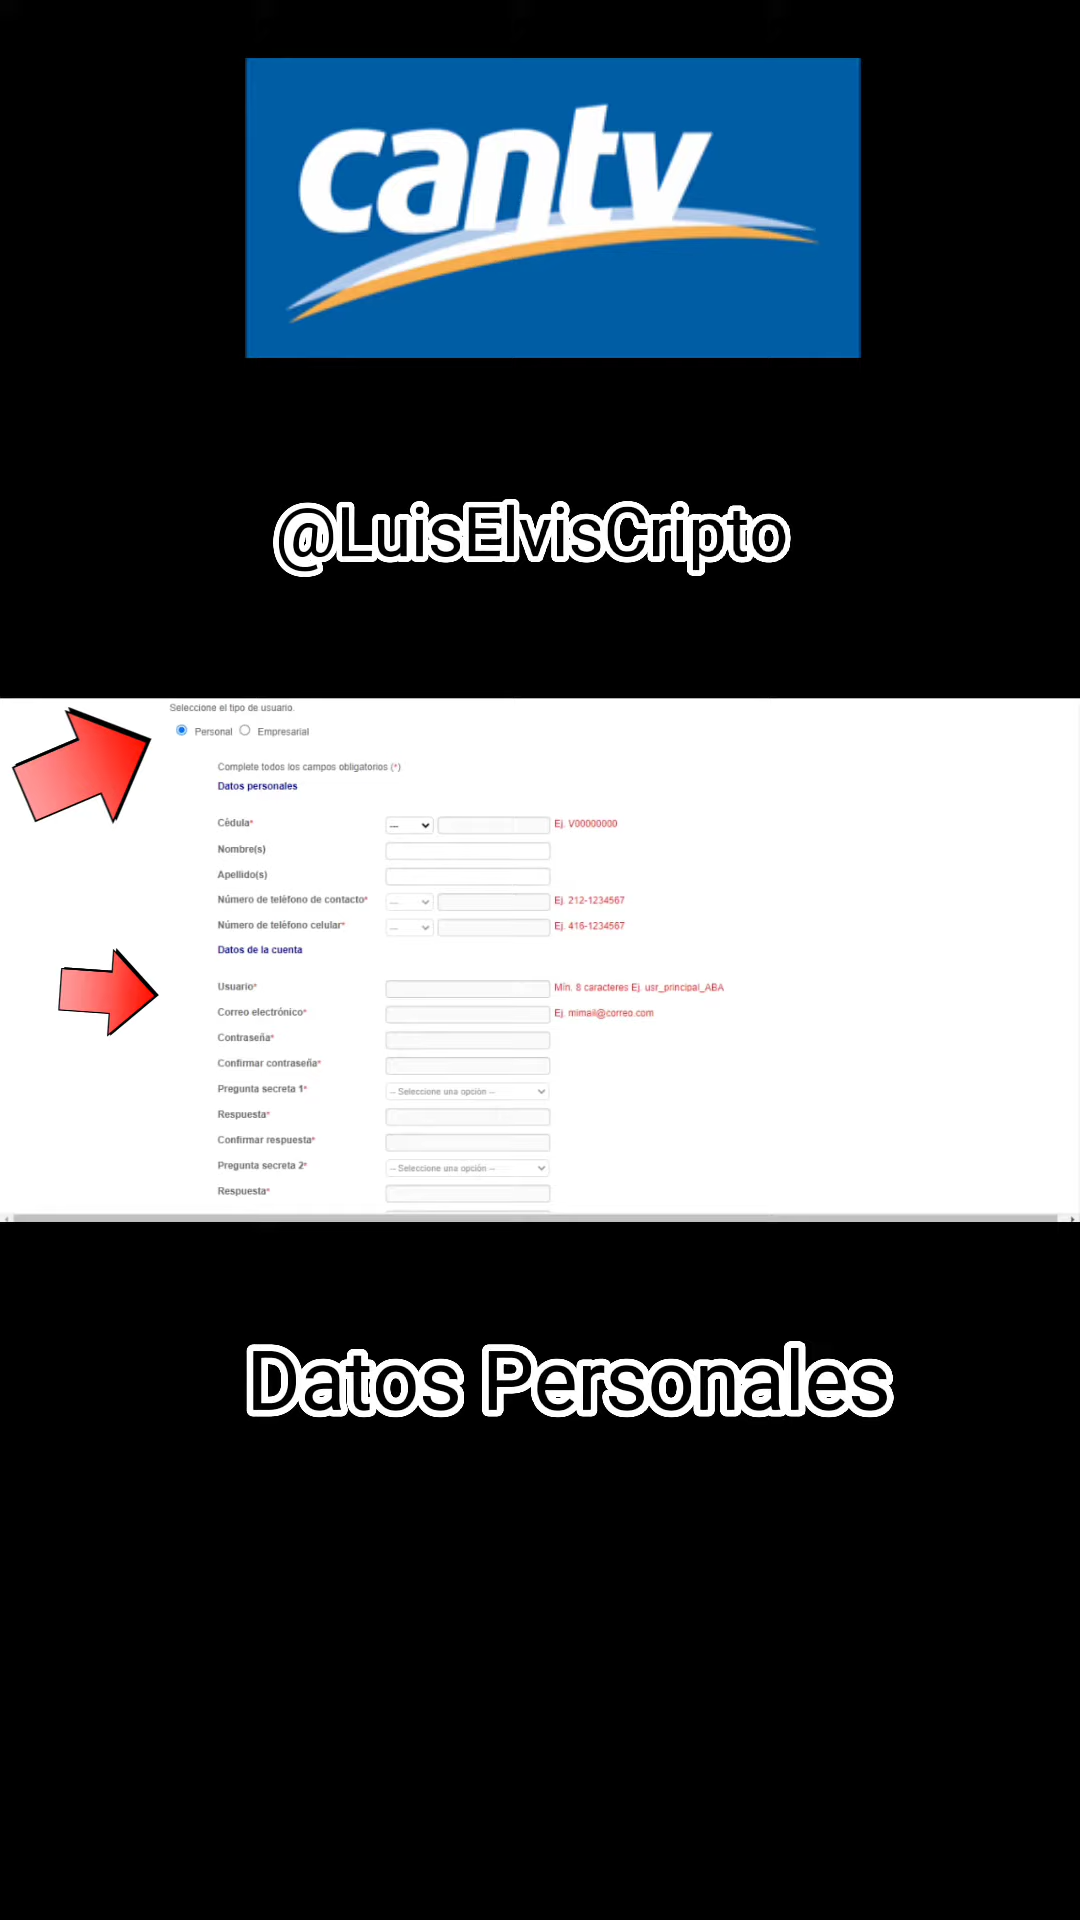 cantv
@LuisElvisCripto
Seleccione el tipo de usuario.
Personal Empresarial
Complete todos los campos obligatorios (*)
Datos personales
Cédula* --- Ej. V00000000
Nombre(s)
Apellido(s)
Número de teléfono de contacto* --- Ej. 212-1234567
Número de teléfono celular* --- Ej. 416-1234567
Datos de la cuenta
Usuario* Mín. 8 caracteres Ej. usr_principal_ABA
Correo electrónico* Ej. mimail@correo.com
Contraseña*
Confirmar contraseña*
Pregunta secreta 1* -- Seleccione una opción --
Respuesta*
Confirmar respuesta*
Pregunta secreta 2* -- Seleccione una opción --
Respuesta*
Datos Personales